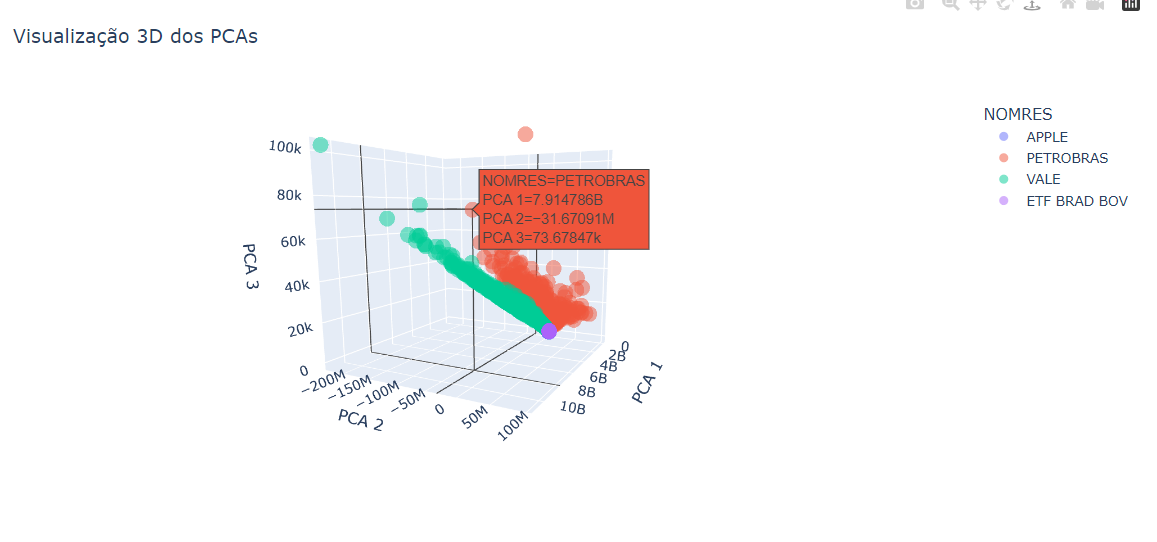 Visualização 3D dos PCAs
NOMRES
APPLE
PETROBRAS
VALE
ETF BRAD BOV
NOMRES=PETROBRAS
PCA 1=7.914786B
PCA 2=−31.67091M
PCA 3=73.67847k
100k
80k
60k
40k
20k
0
PCA 3
−200M
−150M
−100M
−50M
0
50M
100M
PCA 2
0
2B
4B
6B
8B
10B
PCA 1